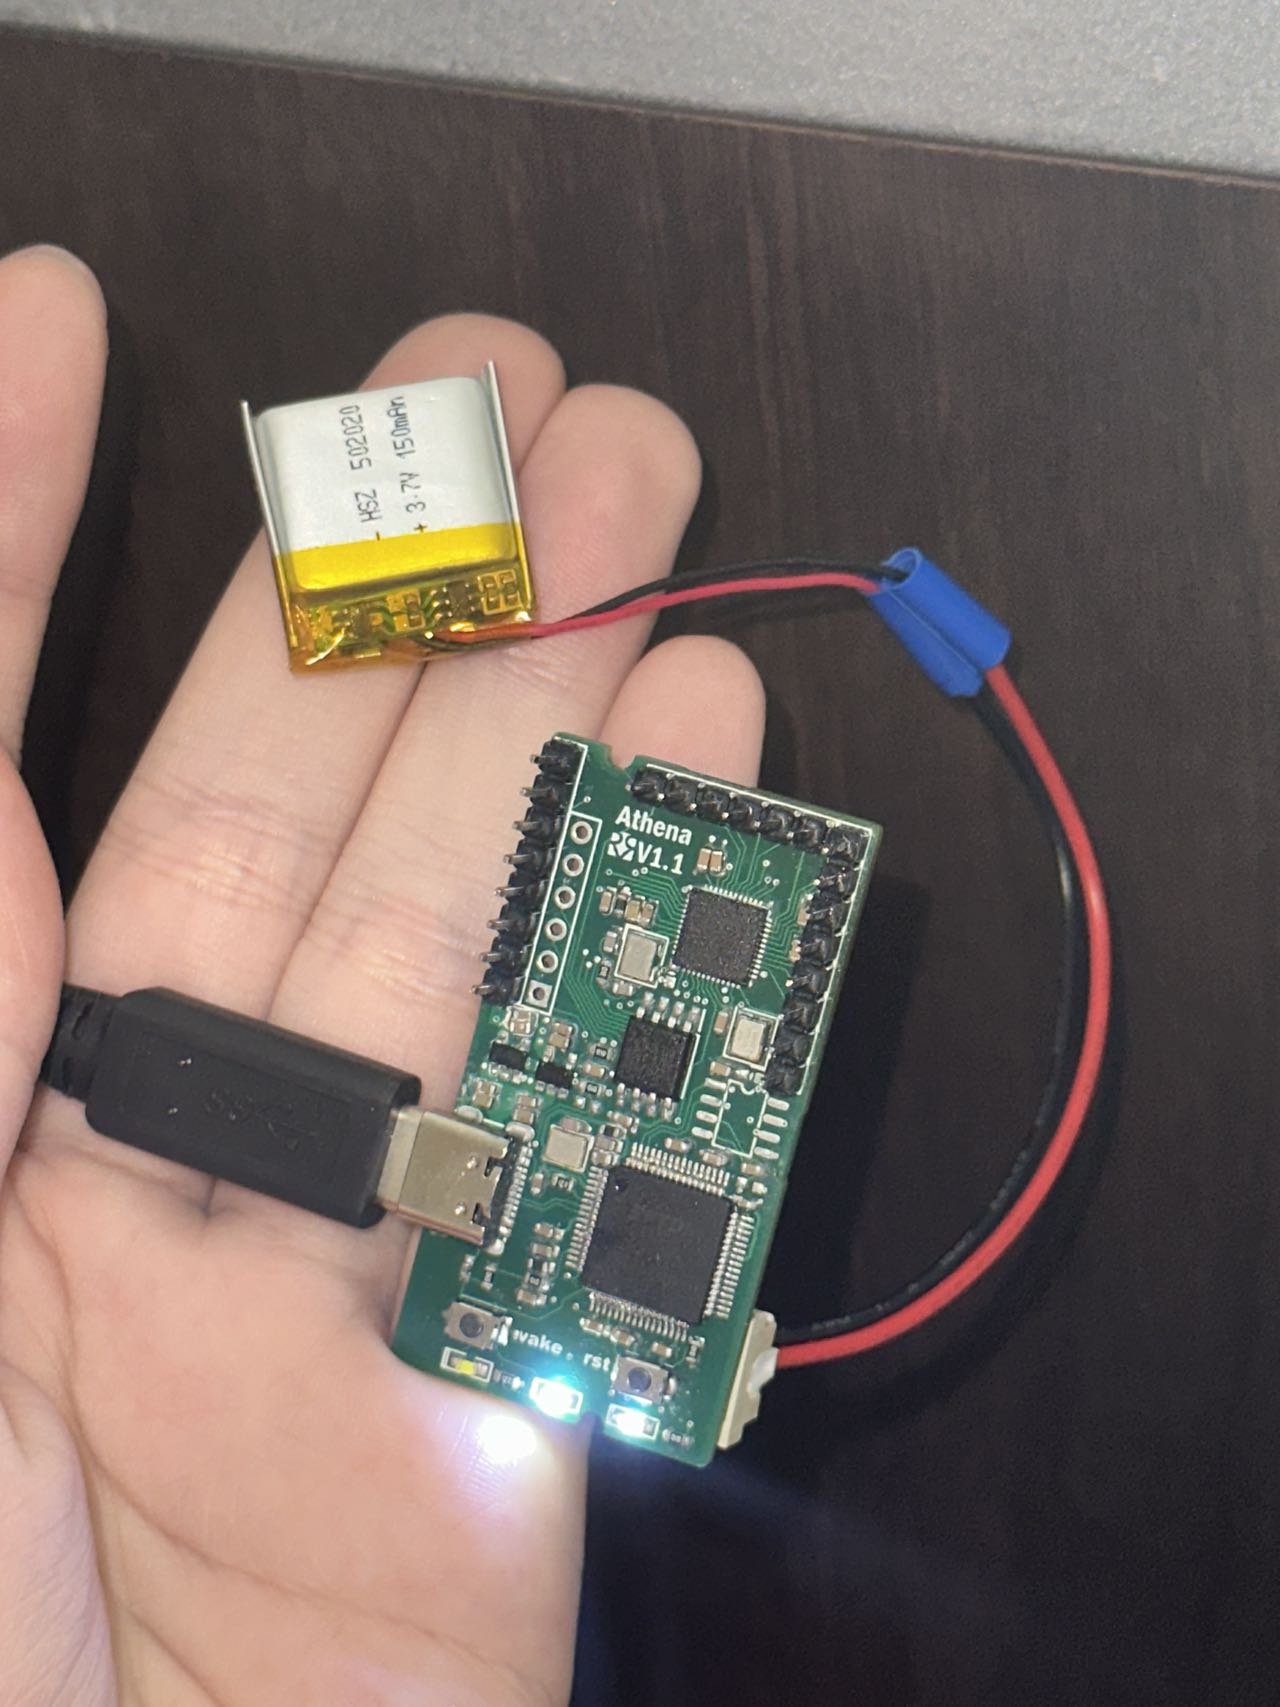 - HSZ 502020
+ 3.7V 150mAh
Athena
V1.1
wake
rst